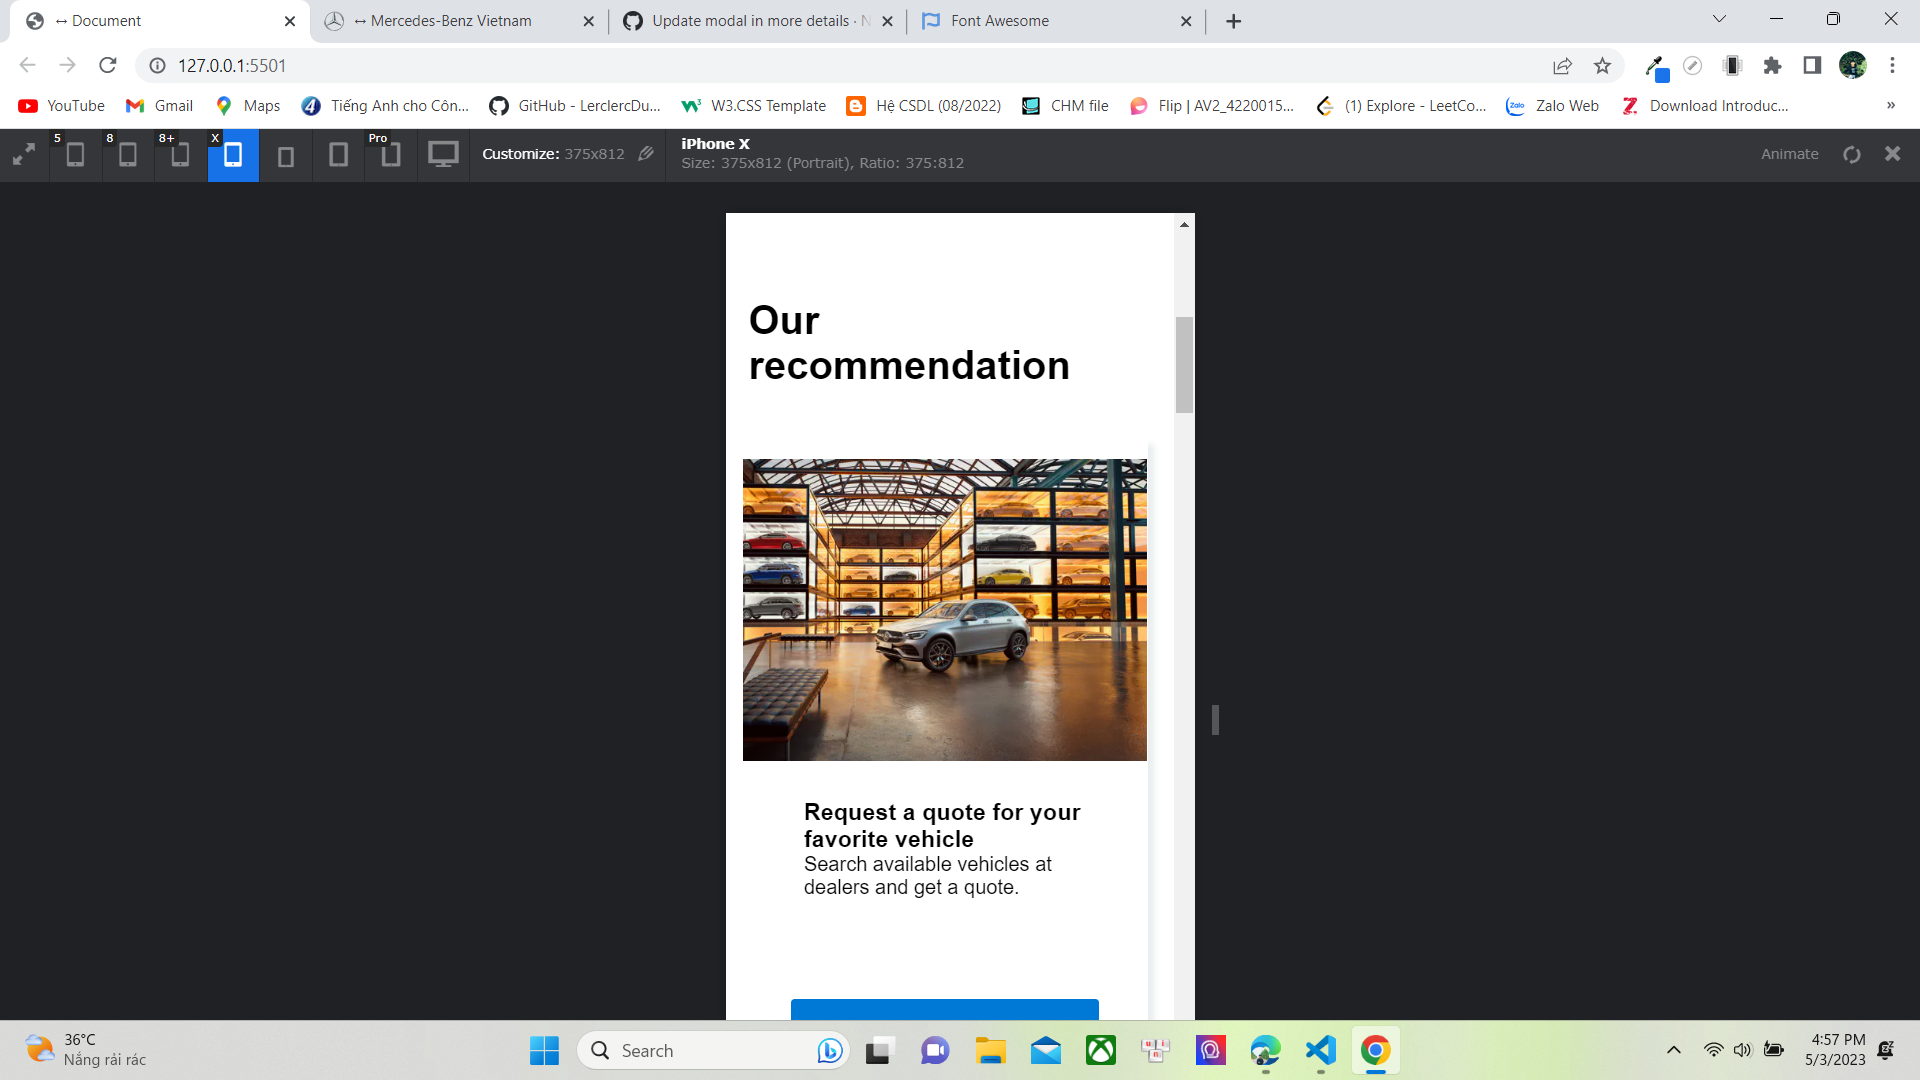 Document
Mercedes-Benz Vietnam
Update modal in more details · N
Font Awesome
127.0.0.1:5501
YouTube
Gmail
Maps
Tiếng Anh cho Côn...
GitHub - LerclercDu...
W3.CSS Template
Hệ CSDL (08/2022)
CHM file
Flip | AV2_4220015...
(1) Explore - LeetCo...
Zalo Web
Download Introduc...
»
5
8
8+
X
Pro
Customize: 375x812
iPhone X
Size: 375x812 (Portrait), Ratio: 375:812
Animate
Our
recommendation
Request a quote for your
favorite vehicle
Search available vehicles at
dealers and get a quote.
36°C
Nắng rải rác
Search
4:57 PM
5/3/2023